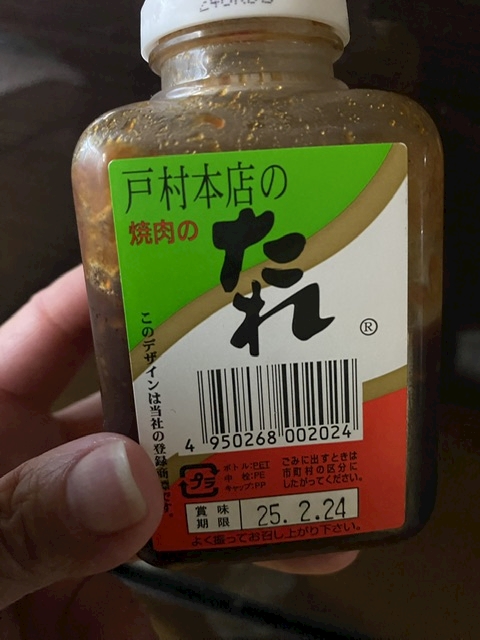 戸村本店の
焼肉の
たれ
®
このデザインは当社の登録商標です。
4 950268 002024
プラ
ボトル:PET
中 栓:PE
キャップ:PP
ごみに出すときは
市町村の区分に
したがってください。
賞味
期限
25. 2.24
よく振ってお召し上がり下さい。